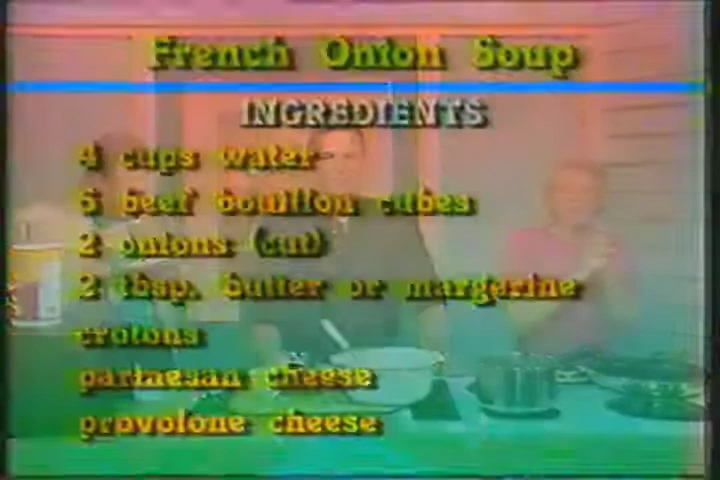 French Onion Soup
INGREDIENTS
4 cups water
6 beef bouillon cubes
2 onions (cut)
2 tbsp. butter or margerine
crotons
parmesan cheese
provolone cheese